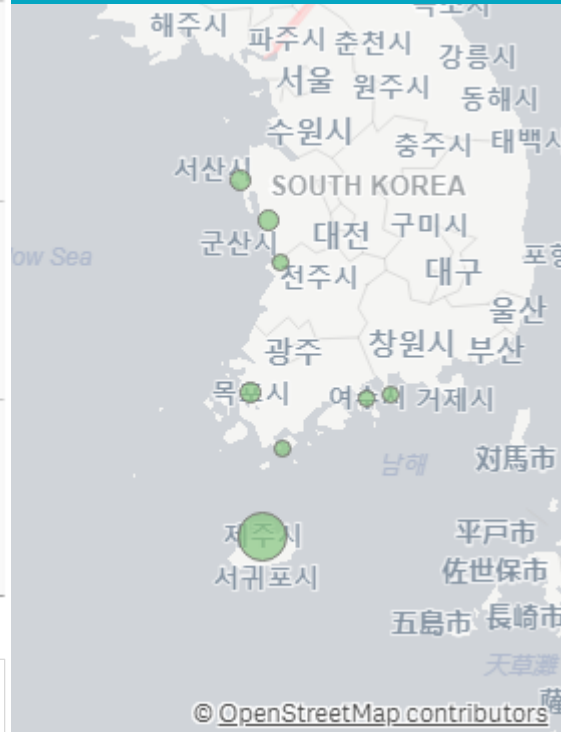 해주시
파주시 춘천시
강릉시
서울 원주시
동해시
수원시
충주시 태백
서산시
SOUTH KOREA
군산시 대전 구미시
ow Sea
포항
전주시 대구
울산
광주 창원시 부산
목포시 여수시 거제시
남해 対馬市
제주시
平戸市
서귀포시 佐世保市
五島市 長崎市
天草灘
薩
© OpenStreetMap contributors